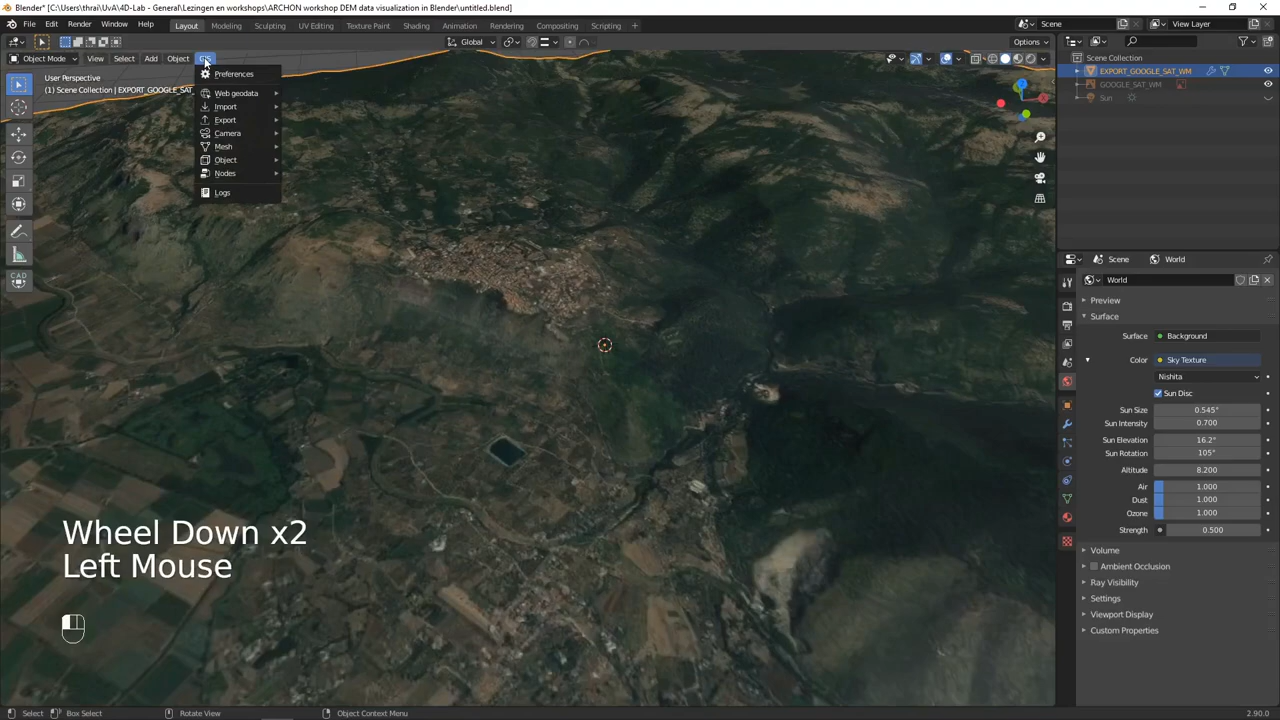 Blender* [C:\Users\thrai\UvA\4D-Lab - General\Lezingen en workshops\ARCHON workshop DEM data visualization in Blender\untitled.blend]
File Edit Render Window Help Layout Modeling Sculpting UV Editing Texture Paint Shading Animation Rendering Compositing Scripting Scene View Layer
Global Options
Object Mode View Select Add Object Scene Collection
User Perspective
(1) Scene Collection | EXPORT_GOOGLE_SAT_WM
Preferences
Web geodata
Import
Export
Camera
Mesh
Object
Nodes
Logs
CAD
EXPORT_GOOGLE_SAT_WM
GOOGLE_SAT_WM
Sun
Scene World
World
Preview
Surface
Surface Background
Color Sky Texture
Nishita
Sun Disc
Sun Size 0.545°
Sun Intensity 0.700
Sun Elevation 16.2°
Sun Rotation 105°
Altitude 8.200
Air 1.000
Dust 1.000
Ozone 1.000
Strength 0.500
Volume
Ambient Occlusion
Ray Visibility
Settings
Viewport Display
Custom Properties
Wheel Down x2
Left Mouse
Select Box Select Rotate View Object Context Menu 2.90.0